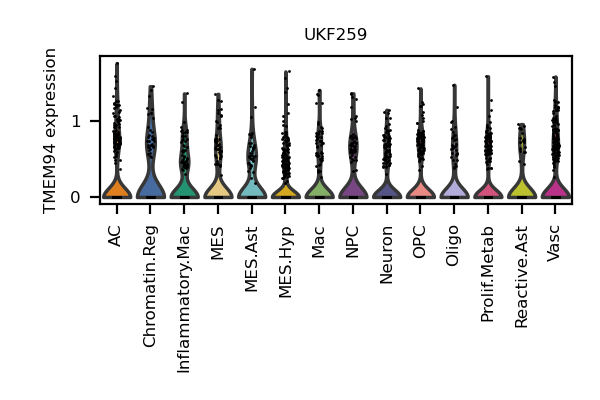 UKF259
TMEM94 expression
1
0
AC
Chromatin.Reg
Inflammatory.Mac
MES
MES.Ast
MES.Hyp
Mac
NPC
Neuron
OPC
Oligo
Prolif.Metab
Reactive.Ast
Vasc